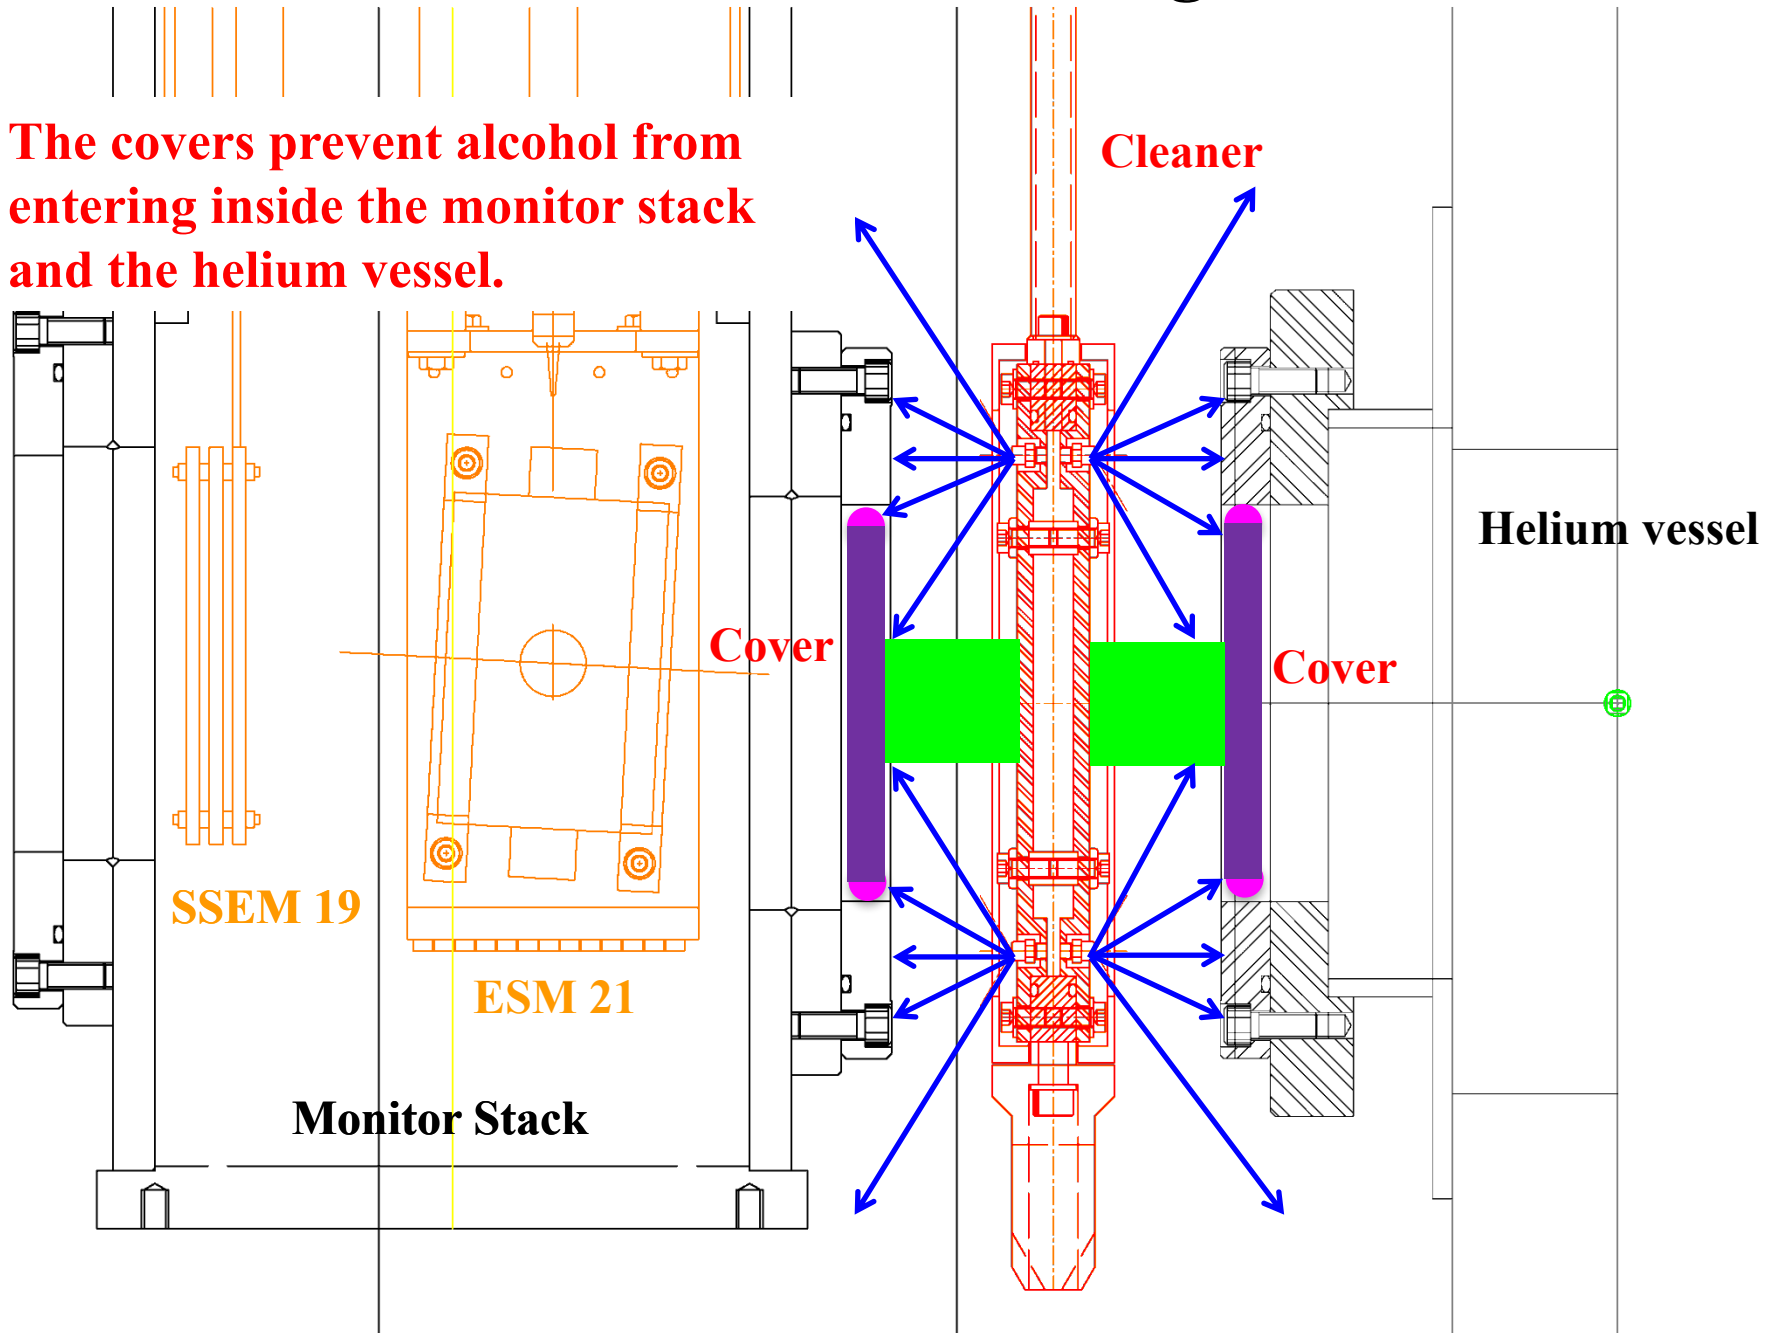 The covers prevent alcohol from
entering inside the monitor stack
and the helium vessel.
Cleaner
Helium vessel
Cover
Cover
SSEM 19
ESM 21
Monitor Stack